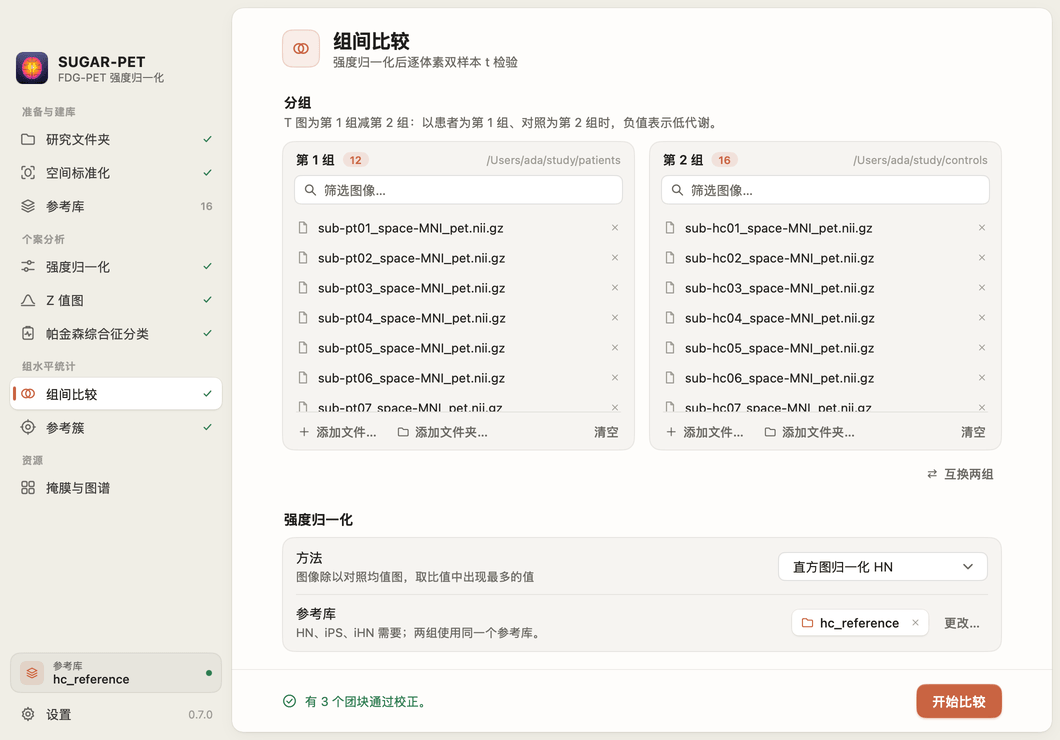 SUGAR-PET
FDG-PET 强度归一化
准备与建库
研究文件夹
空间标准化
参考库 16
个案分析
强度归一化
Z 值图
帕金森综合征分类
组水平统计
组间比较
参考簇
资源
掩膜与图谱
参考库
hc_reference
设置 0.7.0
组间比较
强度归一化后逐体素双样本 t 检验
分组
T 图为第 1 组减第 2 组：以患者为第 1 组、对照为第 2 组时，负值表示低代谢。
第 1 组 12 /Users/ada/study/patients
筛选图像...
sub-pt01_space-MNI_pet.nii.gz
sub-pt02_space-MNI_pet.nii.gz
sub-pt03_space-MNI_pet.nii.gz
sub-pt04_space-MNI_pet.nii.gz
sub-pt05_space-MNI_pet.nii.gz
sub-pt06_space-MNI_pet.nii.gz
sub-pt07_space-MNI_pet.nii.gz
添加文件... 添加文件夹... 清空
第 2 组 16 /Users/ada/study/controls
筛选图像...
sub-hc01_space-MNI_pet.nii.gz
sub-hc02_space-MNI_pet.nii.gz
sub-hc03_space-MNI_pet.nii.gz
sub-hc04_space-MNI_pet.nii.gz
sub-hc05_space-MNI_pet.nii.gz
sub-hc06_space-MNI_pet.nii.gz
sub-hc07_space-MNI_pet.nii.gz
添加文件... 添加文件夹... 清空
互换两组
强度归一化
方法
图像除以对照均值图，取比值中出现最多的值
直方图归一化 HN
参考库
HN、iPS、iHN 需要；两组使用同一个参考库。
hc_reference 更改...
有 3 个团块通过校正。
开始比较